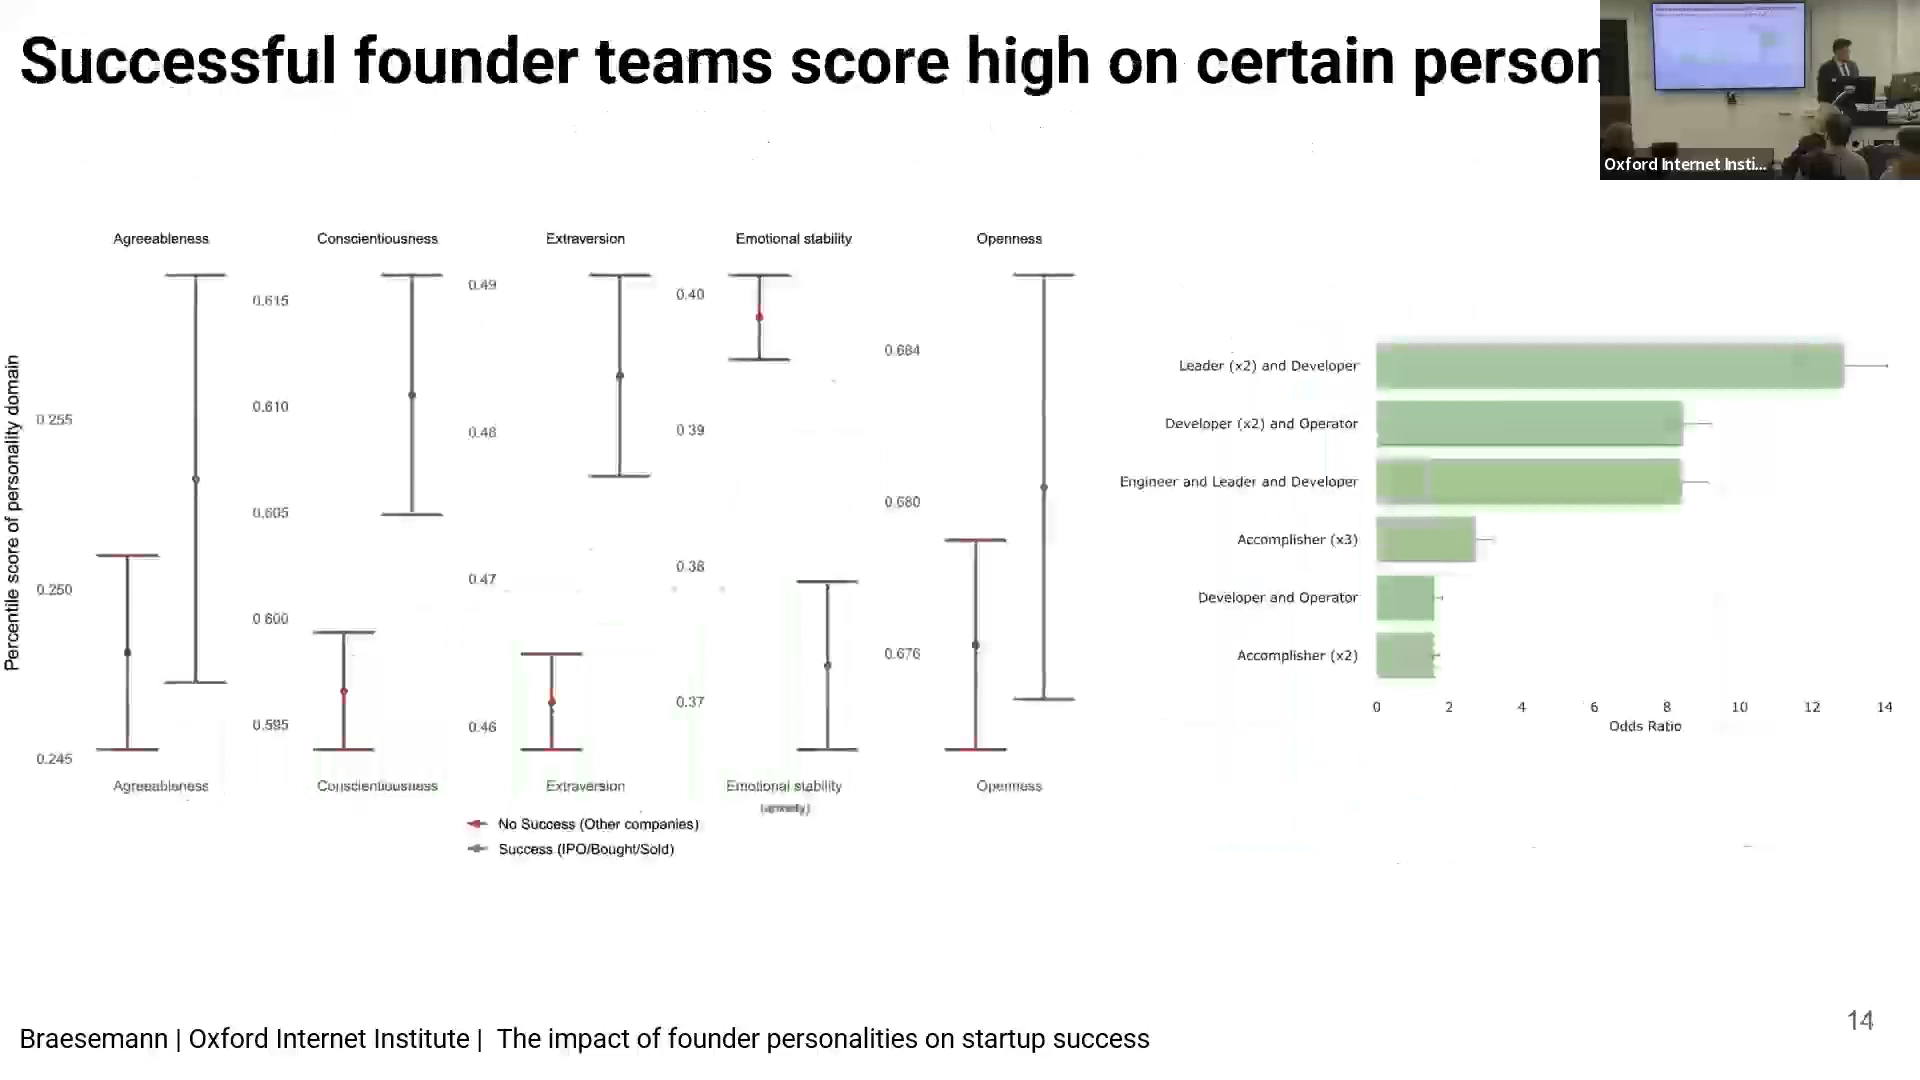 Successful founder teams score high on certain person
Oxford Internet Insti...
Agreeableness Conscientiousness Extraversion Emotional stability Openness
Percentile score of personality domain
0.255
0.250
0.245
0.615
0.610
0.605
0.600
0.595
0.49
0.48
0.47
0.46
0.40
0.39
0.38
0.37
0.684
0.680
0.676
Agreeableness Conscientiousness Extraversion Emotional stability Openness
(anxiety)
No Success (Other companies)
Success (IPO/Bought/Sold)
Leader (x2) and Developer
Developer (x2) and Operator
Engineer and Leader and Developer
Accomplisher (x3)
Developer and Operator
Accomplisher (x2)
0 2 4 6 8 10 12 14
Odds Ratio
Braesemann | Oxford Internet Institute | The impact of founder personalities on startup success
14